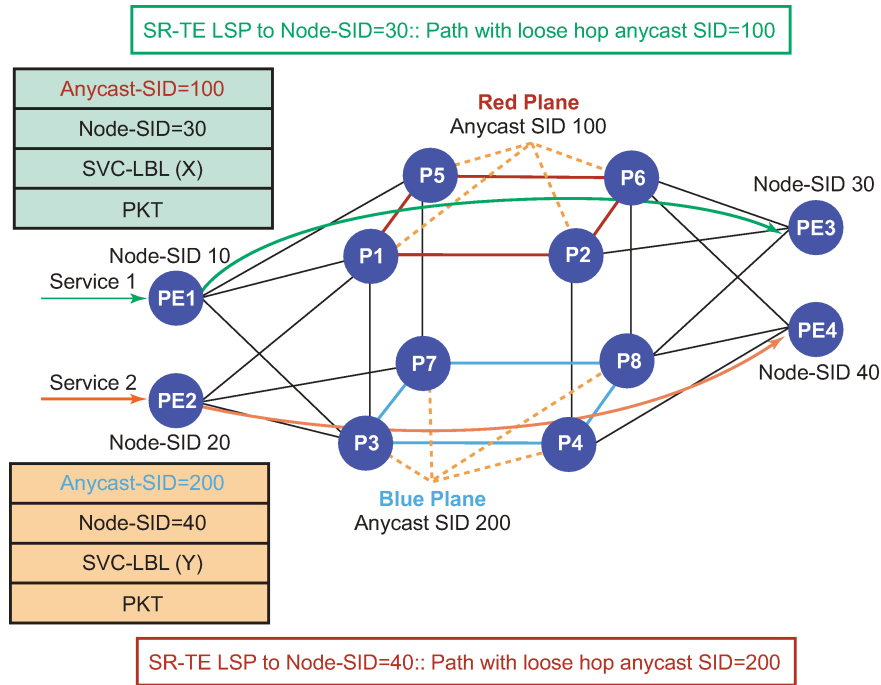 SR-TE LSP to Node-SID=30:: Path with loose hop anycast SID=100
Anycast-SID=100
Node-SID=30
SVC-LBL (X)
PKT
Red Plane
Anycast SID 100
P5
P6
Node-SID 30
PE3
Node-SID 10
P1
P2
Service 1
PE1
PE4
Node-SID 40
P7
P8
Service 2
PE2
Node-SID 20
P3
P4
Anycast-SID=200
Node-SID=40
SVC-LBL (Y)
PKT
Blue Plane
Anycast SID 200
SR-TE LSP to Node-SID=40:: Path with loose hop anycast SID=200